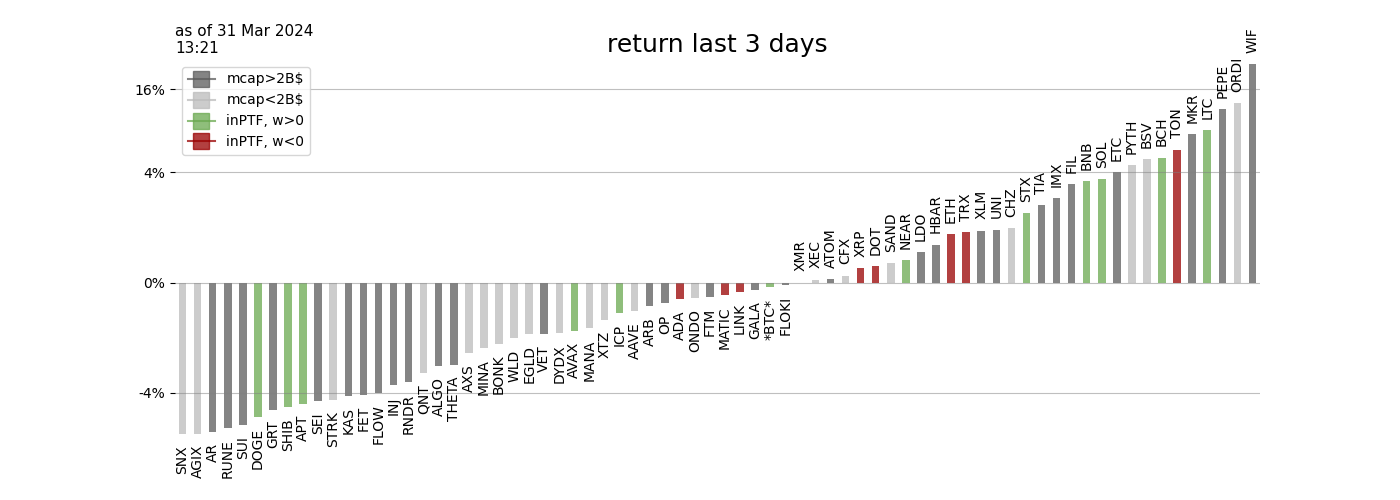 as of 31 Mar 2024
13:21
return last 3 days
mcap>2B$
mcap<2B$
inPTF, w>0
inPTF, w<0
16%
4%
0%
-4%
SNX
AGIX
AR
RUNE
SUI
DOGE
GRT
SHIB
APT
SEI
STRK
KAS
FET
FLOW
INJ
RNDR
QNT
ALGO
THETA
AXS
MINA
BONK
WLD
EGLD
VET
DYDX
AVAX
MANA
XTZ
ICP
AAVE
ARB
OP
ADA
ONDO
FTM
MATIC
LINK
GALA
*BTC*
FLOKI
XMR
XEC
ATOM
CFX
XRP
DOT
SAND
NEAR
LDO
HBAR
ETH
TRX
XLM
UNI
CHZ
STX
TIA
IMX
FIL
BNB
SOL
ETC
PYTH
BSV
BCH
TON
MKR
LTC
PEPE
ORDI
WIF